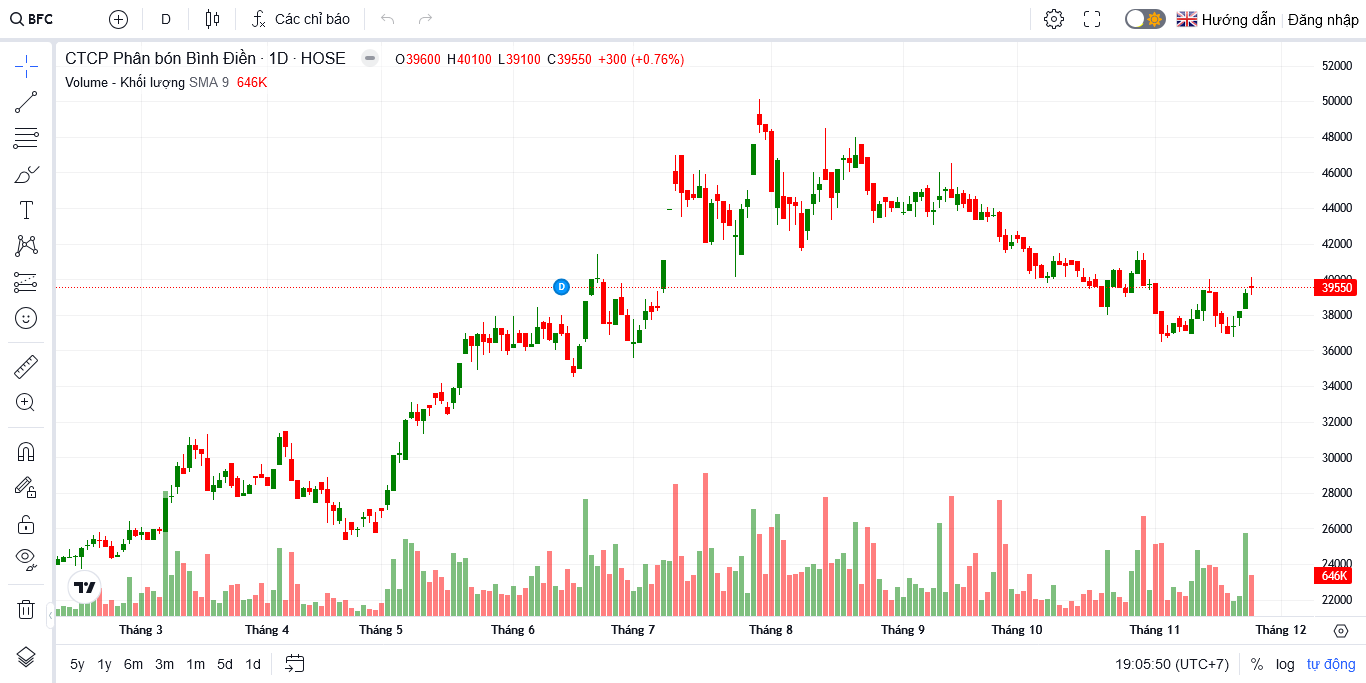 BFC D Các chỉ báo Hướng dẫn Đăng nhập
CTCP Phân bón Bình Điền · 1D · HOSE O39600 H40100 L39100 C39550 +300 (+0.76%)
Volume - Khối lượng SMA 9 646K
52000
50000
48000
46000
44000
42000
40000
39550
38000
36000
34000
32000
30000
28000
26000
24000
646K
22000
D
Tháng 3 Tháng 4 Tháng 5 Tháng 6 Tháng 7 Tháng 8 Tháng 9 Tháng 10 Tháng 11 Tháng 12
5y 1y 6m 3m 1m 5d 1d 19:05:50 (UTC+7) % log tự động